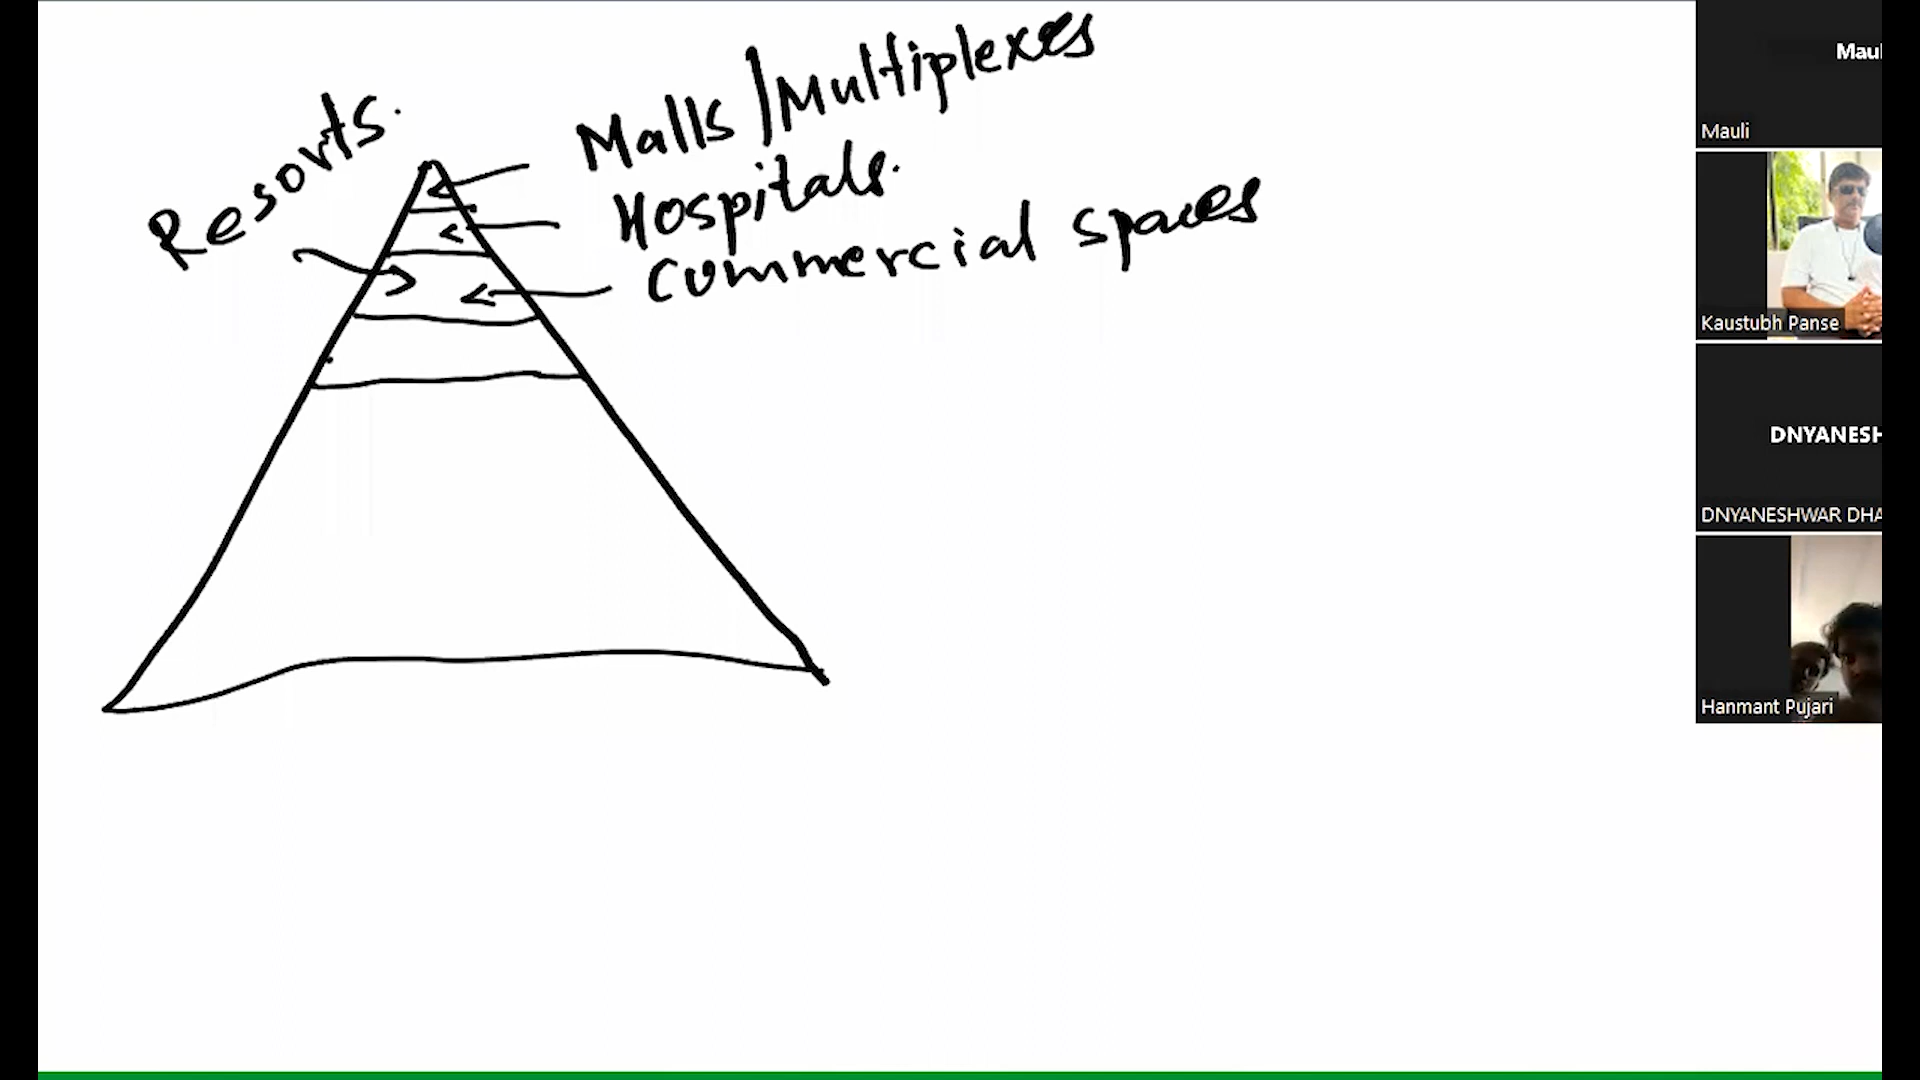 Resorts.
Malls/Multiplexes
Hospitals.
Commercial spaces
Maul
Mauli
Kaustubh Panse
DNYANESH
DNYANESHWAR DHA
Hanmant Pujari